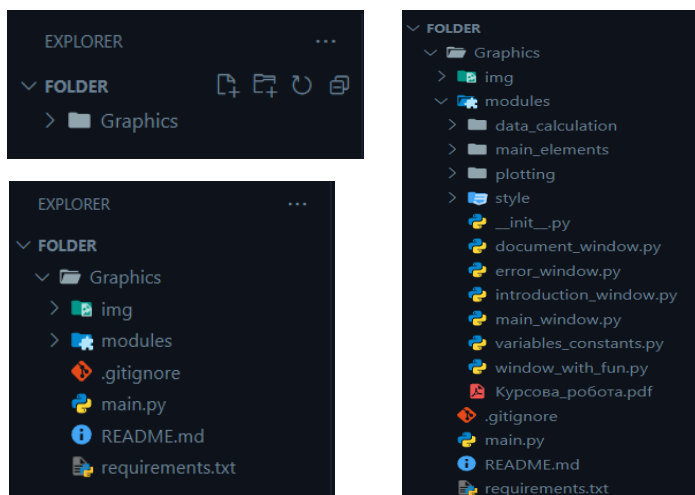 EXPLORER
FOLDER
Graphics
EXPLORER
FOLDER
Graphics
img
modules
.gitignore
main.py
README.md
requirements.txt
FOLDER
Graphics
img
modules
data_calculation
main_elements
plotting
style
__init__.py
document_window.py
error_window.py
introduction_window.py
main_window.py
variables_constants.py
window_with_fun.py
Курсова_робота.pdf
.gitignore
main.py
README.md
requirements.txt